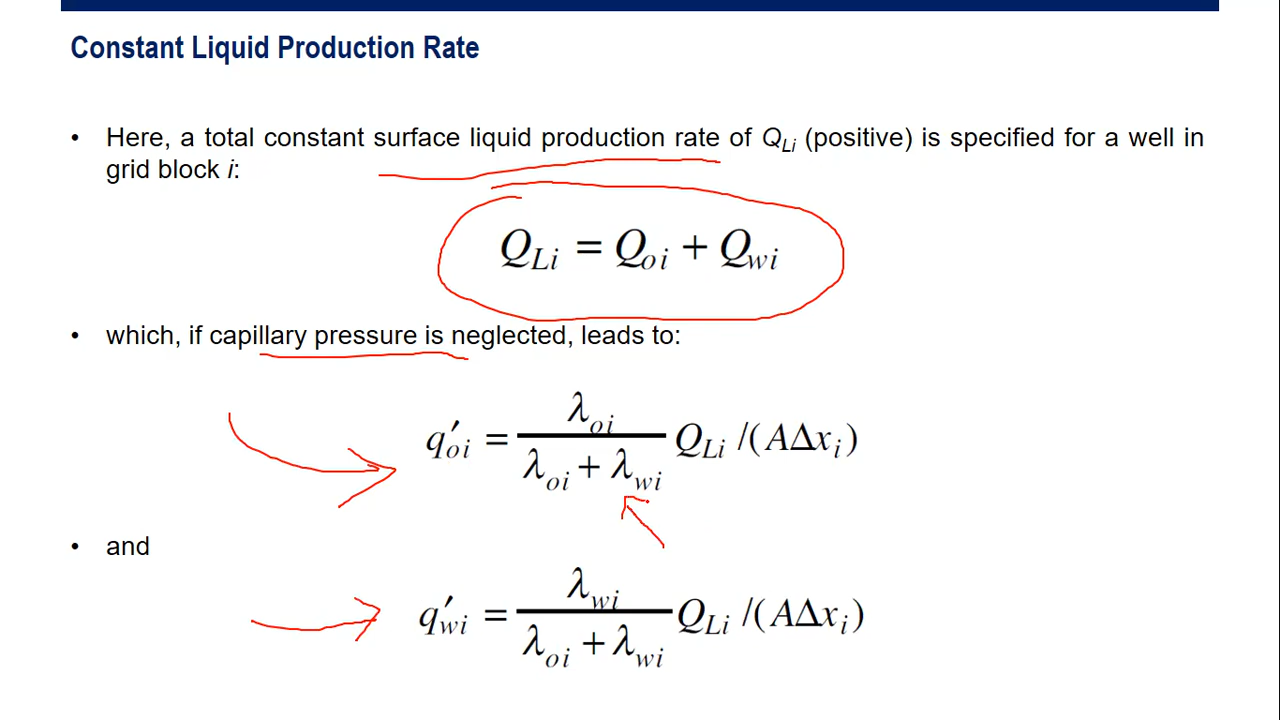 Constant Liquid Production Rate
• Here, a total constant surface liquid production rate of Q_Li (positive) is specified for a well in
grid block i:
Q_Li = Q_oi + Q_wi
• which, if capillary pressure is neglected, leads to:
q′_oi = λ_oi / (λ_oi + λ_wi) Q_Li /(AΔx_i)
• and
q′_wi = λ_wi / (λ_oi + λ_wi) Q_Li /(AΔx_i)